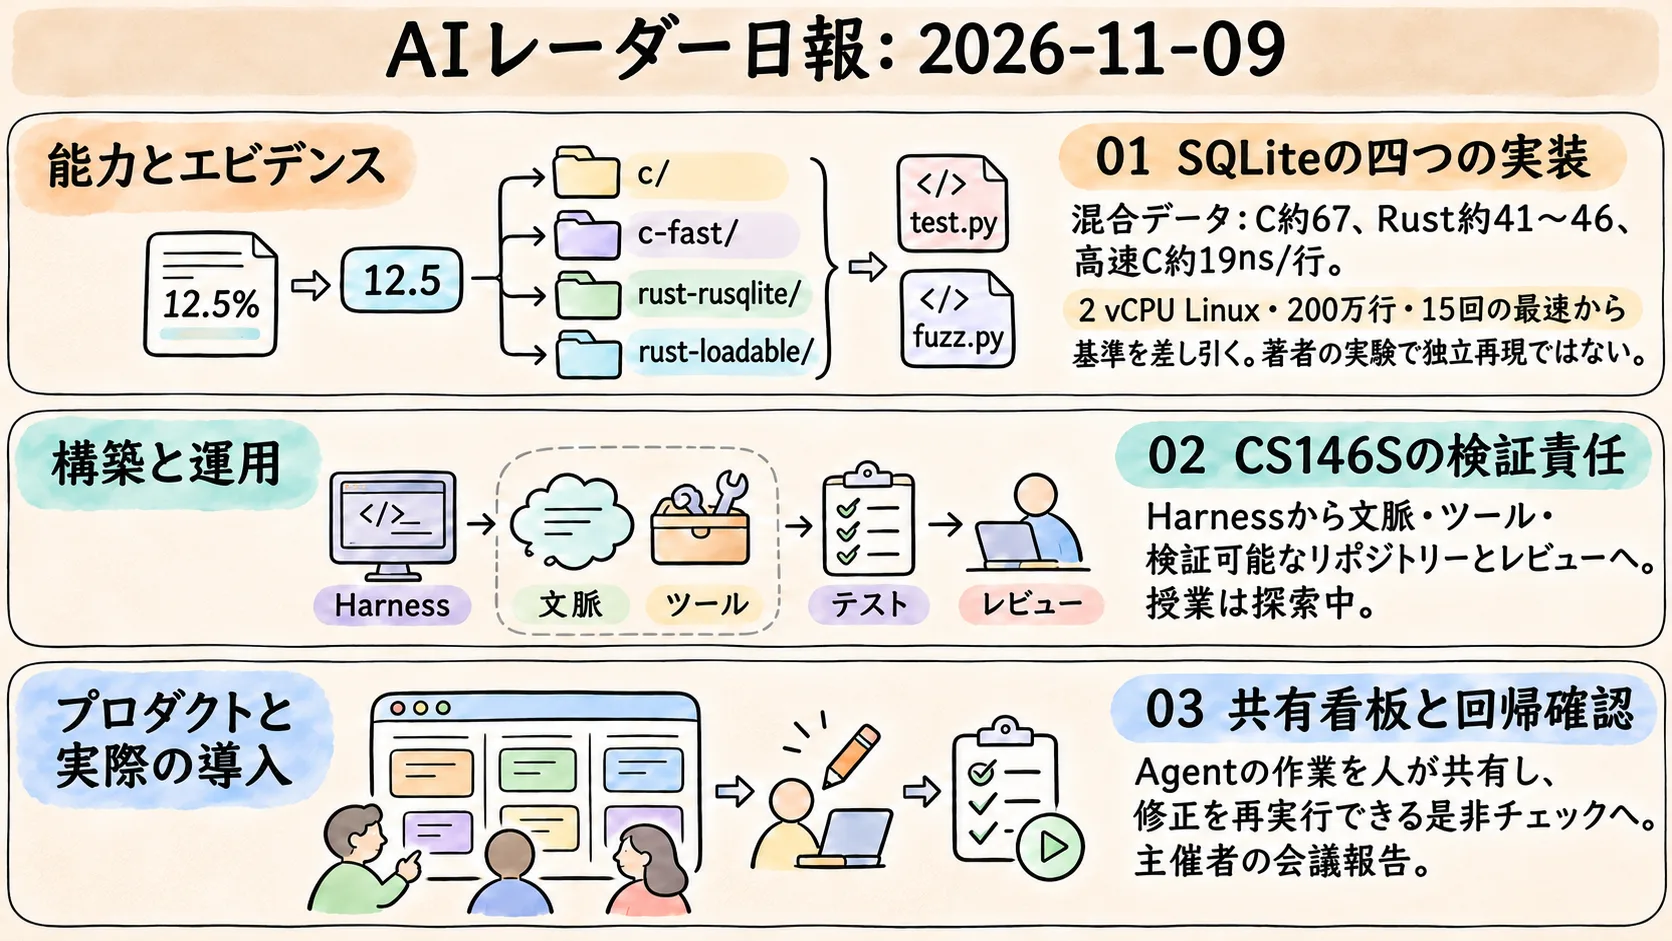 AIレーダー日報：2026-11-09
能力とエビデンス
12.5%
12.5
c/
c-fast/
rust-rusqlite/
rust-loadable/
</>
test.py
</>
fuzz.py
01 SQLiteの四つの実装
混合データ：C約67、Rust約41～46、
高速C約19ns/行。
2 vCPU Linux・200万行・15回の最速から
基準を差し引く。著者の実験で独立再現ではない。
構築と運用
</>_
Harness
文脈
ツール
テスト
レビュー
02 CS146Sの検証責任
Harnessから文脈・ツール・
検証可能なリポジトリーとレビューへ。
授業は探索中。
プロダクトと
実際の導入
03 共有看板と回帰確認
Agentの作業を人が共有し、
修正を再実行できる是非チェックへ。
主催者の会議報告。